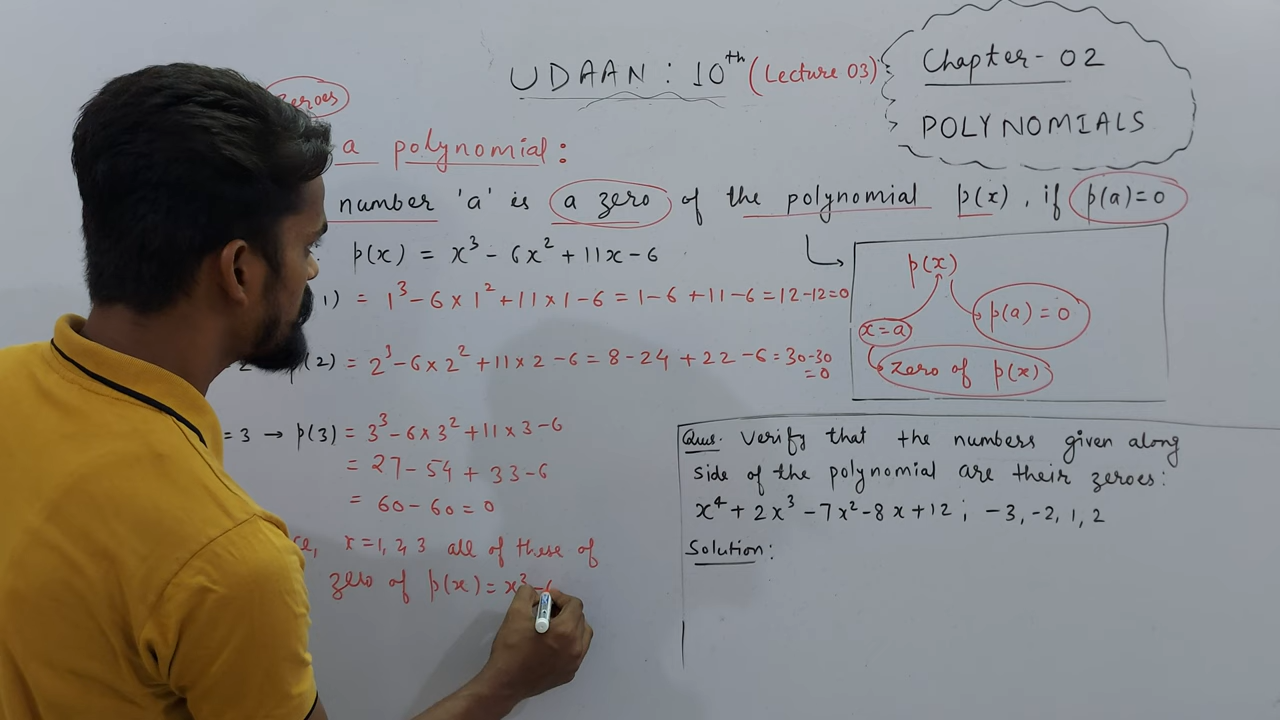 UDAAN : 10th (Lecture 03)
Chapter - 02
POLYNOMIALS
Zeroes
a polynomial :
number 'a' is a zero of the polynomial p(x), if p(a)=0
p(x) = x³ - 6x² + 11x - 6
1) = 1³ - 6 × 1² + 11 × 1 - 6 = 1 - 6 + 11 - 6 = 12 - 12 = 0
(2) = 2³ - 6 × 2² + 11 × 2 - 6 = 8 - 24 + 22 - 6 = 30 - 30
= 0
= 3 → p(3) = 3³ - 6 × 3² + 11 × 3 - 6
= 27 - 54 + 33 - 6
= 60 - 60 = 0
x = 1, 2, 3 all of these of
zero of p(x) = x³ - 6
p(x)
x = a
p(a) = 0
zero of p(x)
Ques. Verify that the numbers given along
side of the polynomial are their zeroes :
x⁴ + 2x³ - 7x² - 8x + 12 ; -3, -2, 1, 2
Solution :